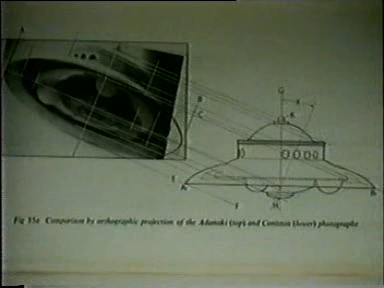 A
G
K
B
C
E
F
Fig 15a Comparison by orthographic projection of the Adamski (top) and Coniston (lower) photographs